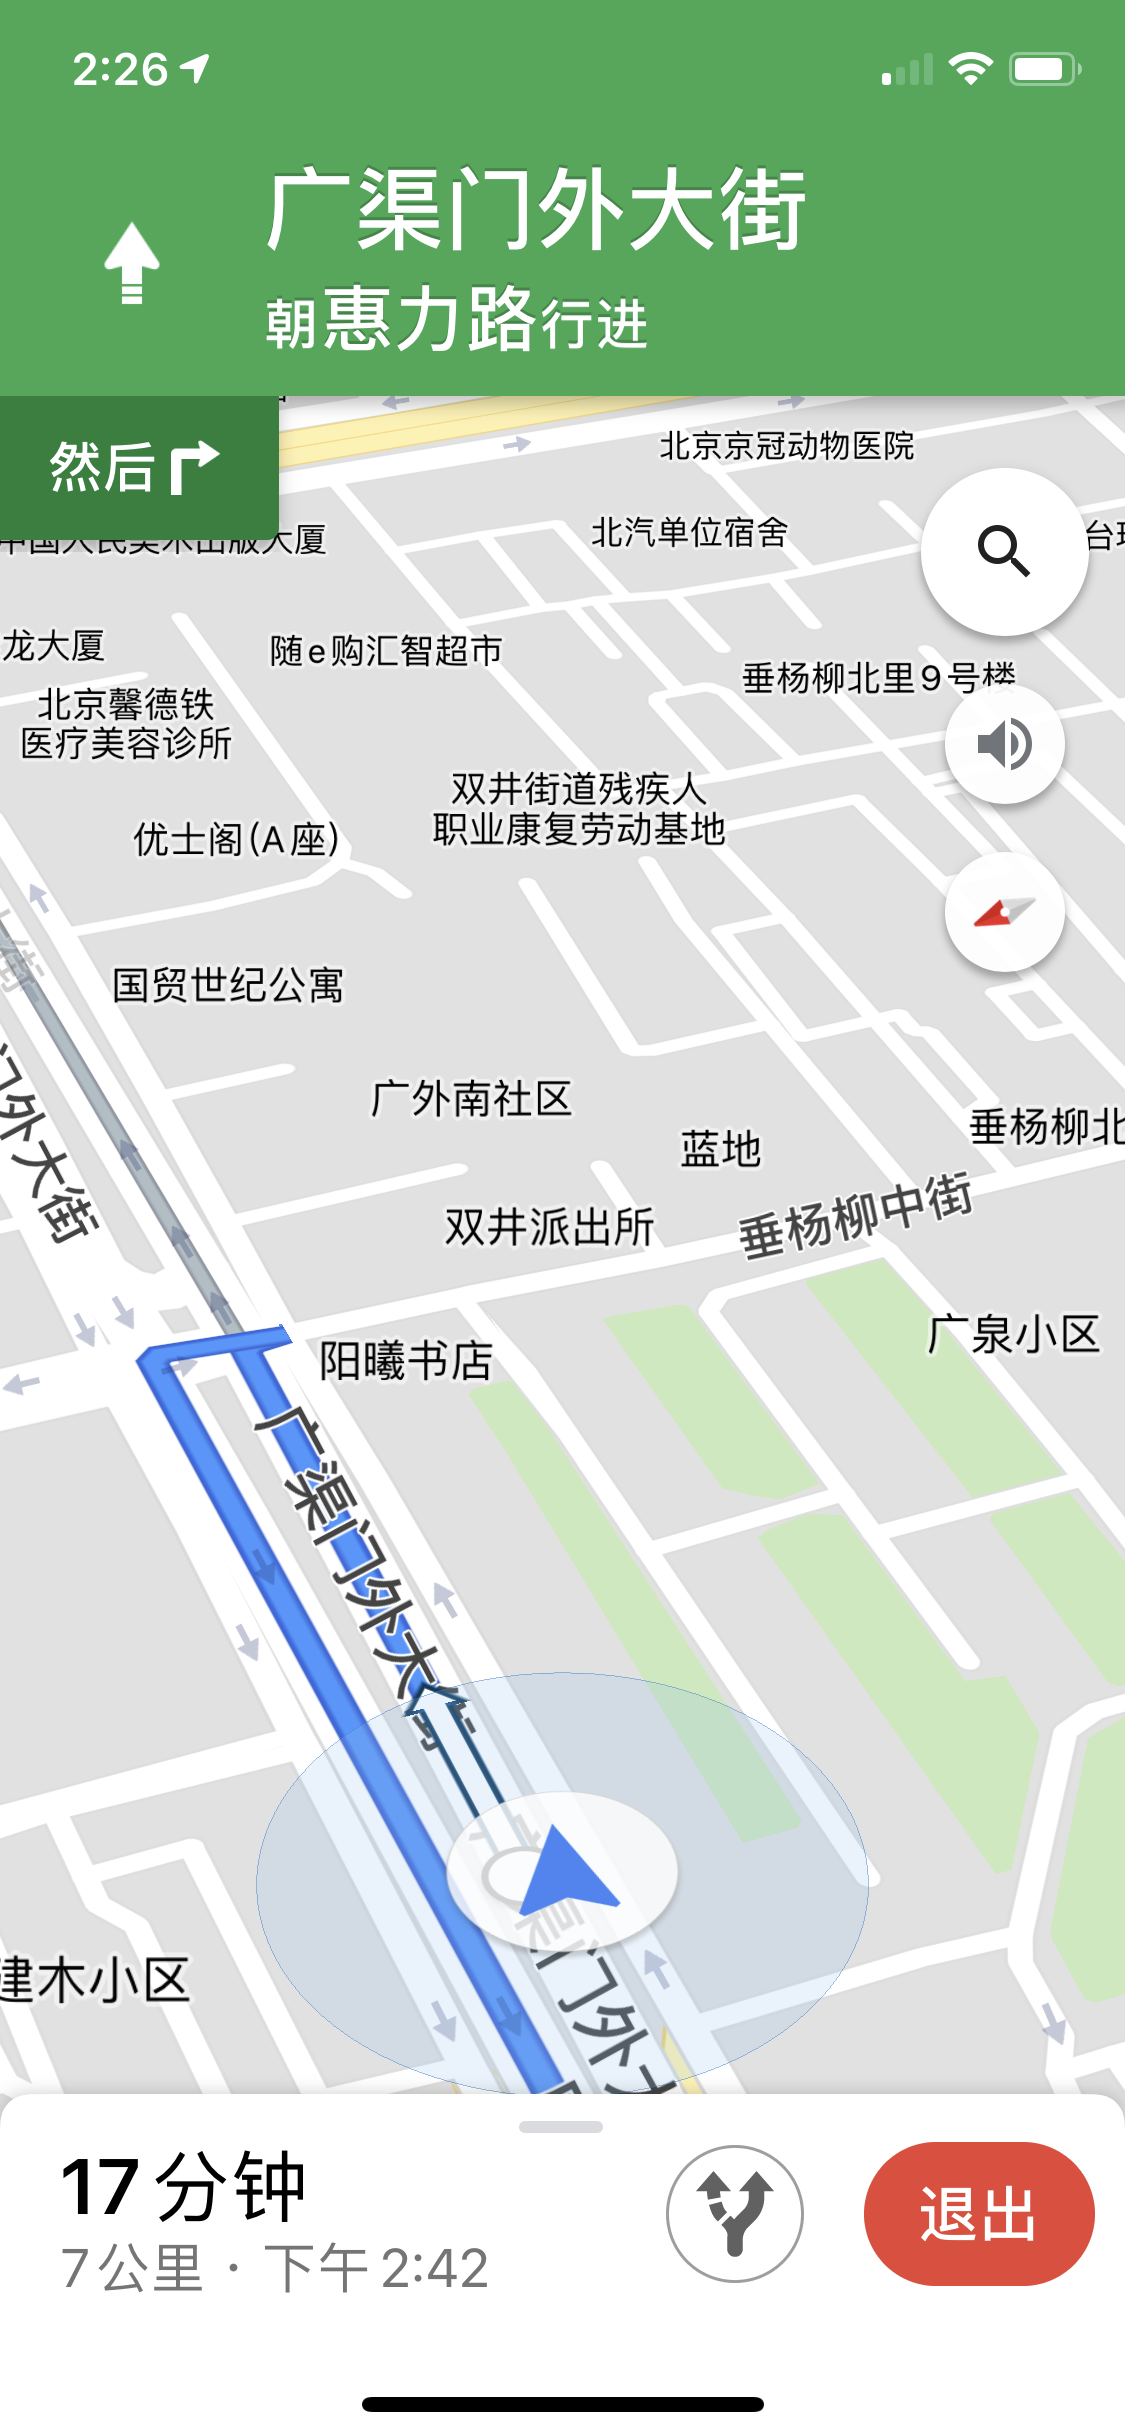 2:26
广渠门外大街
朝惠力路行进
然后
北京京冠动物医院
中国人民美术出版大厦
北汽单位宿舍
龙大厦
随e购汇智超市
垂杨柳北里9号楼
北京馨德铁
医疗美容诊所
双井街道残疾人
职业康复劳动基地
优士阁(A座)
国贸世纪公寓
广外南社区
垂杨柳北
蓝地
门外大街
双井派出所
垂杨柳中街
广泉小区
阳曦书店
广渠门外大街
建木小区
17 分钟
7 公里 · 下午 2:42
退出